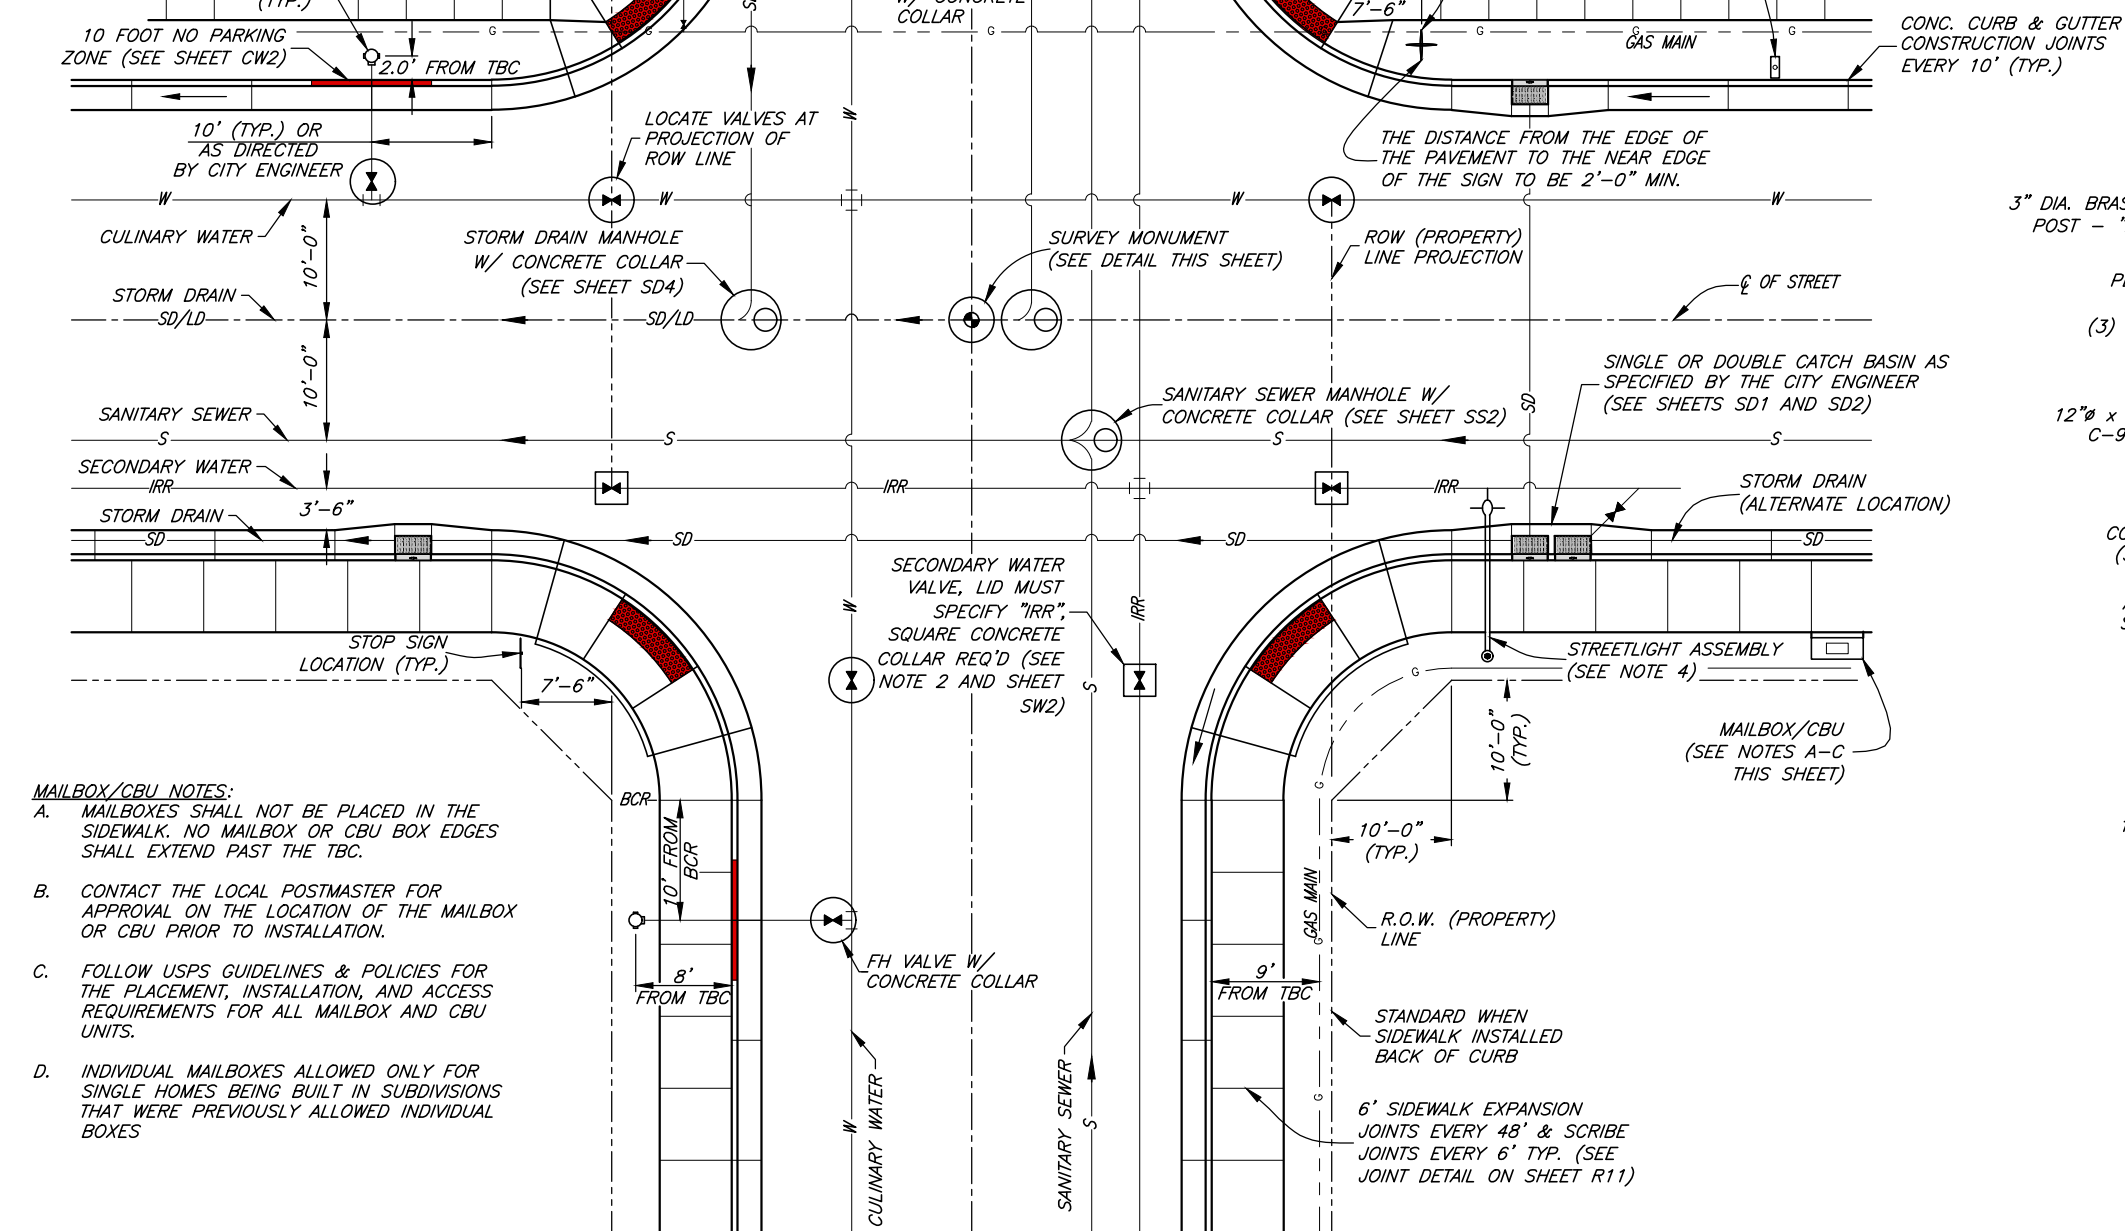 (TYP.)
10 FOOT NO PARKING
ZONE (SEE SHEET CW2)
2.0' FROM TBC
10' (TYP.) OR
AS DIRECTED
BY CITY ENGINEER
COLLAR
G
G
G
7'-6"
G
GAS MAIN
G
CONC. CURB & GUTTER
CONSTRUCTION JOINTS
EVERY 10' (TYP.)
LOCATE VALVES AT
PROJECTION OF
ROW LINE
W
THE DISTANCE FROM THE EDGE OF
THE PAVEMENT TO THE NEAR EDGE
OF THE SIGN TO BE 2'-0" MIN.
W
W
W
W
3" DIA. BRAS
POST - "
CULINARY WATER
10'-0"
STORM DRAIN MANHOLE
W/ CONCRETE COLLAR
(SEE SHEET SD4)
SURVEY MONUMENT
(SEE DETAIL THIS SHEET)
ROW (PROPERTY)
LINE PROJECTION
℄ OF STREET
STORM DRAIN
SD/LD
SD/LD
(3)
10'-0"
SINGLE OR DOUBLE CATCH BASIN AS
SPECIFIED BY THE CITY ENGINEER
(SEE SHEETS SD1 AND SD2)
SD
SANITARY SEWER MANHOLE W/
CONCRETE COLLAR (SEE SHEET SS2)
12"ø x
C-9
SANITARY SEWER
S
S
S
S
SECONDARY WATER
IRR
IRR
IRR
3'-6"
STORM DRAIN
(ALTERNATE LOCATION)
STORM DRAIN
SD
SD
SD
SD
SECONDARY WATER
VALVE, LID MUST
SPECIFY "IRR",
SQUARE CONCRETE
COLLAR REQ'D (SEE
NOTE 2 AND SHEET
SW2)
W
IRR
S
STOP SIGN
LOCATION (TYP.)
7'-6"
STREETLIGHT ASSEMBLY
(SEE NOTE 4)
G
10'-0"
(TYP.)
MAILBOX/CBU
(SEE NOTES A-C
THIS SHEET)
MAILBOX/CBU NOTES:
A. MAILBOXES SHALL NOT BE PLACED IN THE
SIDEWALK. NO MAILBOX OR CBU BOX EDGES
SHALL EXTEND PAST THE TBC.
B. CONTACT THE LOCAL POSTMASTER FOR
APPROVAL ON THE LOCATION OF THE MAILBOX
OR CBU PRIOR TO INSTALLATION.
C. FOLLOW USPS GUIDELINES & POLICIES FOR
THE PLACEMENT, INSTALLATION, AND ACCESS
REQUIREMENTS FOR ALL MAILBOX AND CBU
UNITS.
D. INDIVIDUAL MAILBOXES ALLOWED ONLY FOR
SINGLE HOMES BEING BUILT IN SUBDIVISIONS
THAT WERE PREVIOUSLY ALLOWED INDIVIDUAL
BOXES
BCR
10' FROM
BCR
8'
FROM TBC
FH VALVE W/
CONCRETE COLLAR
CULINARY WATER
W
SANITARY SEWER
S
G
10'-0"
(TYP.)
GAS MAIN
G
R.O.W. (PROPERTY)
LINE
9'
FROM TBC
STANDARD WHEN
SIDEWALK INSTALLED
BACK OF CURB
G
6' SIDEWALK EXPANSION
JOINTS EVERY 48' & SCRIBE
JOINTS EVERY 6' TYP. (SEE
JOINT DETAIL ON SHEET R11)